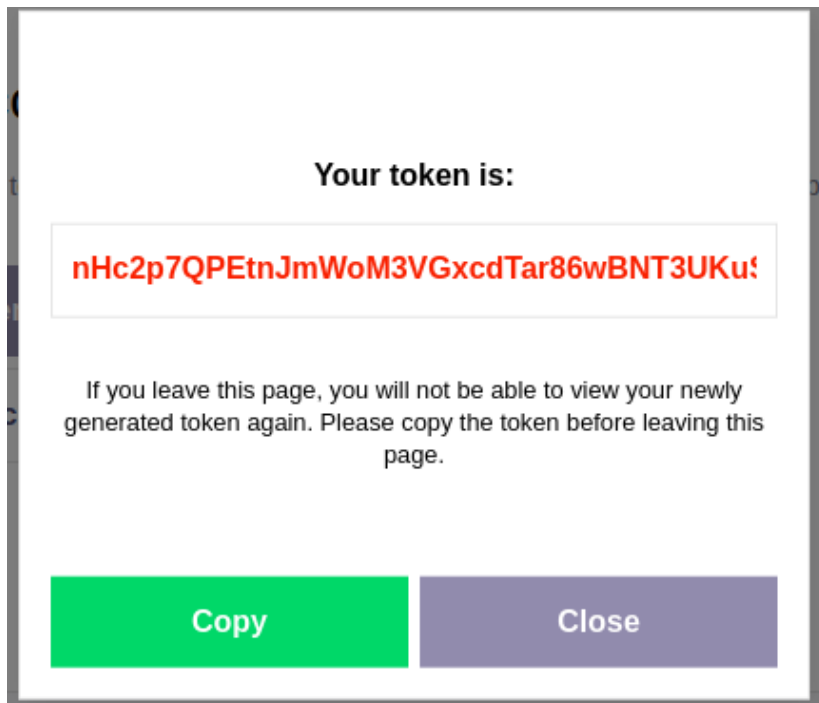 Your token is:
nHc2p7QPEtnJmWoM3VGxcdTar86wBNT3UKuS
If you leave this page, you will not be able to view your newly
generated token again. Please copy the token before leaving this
page.
Copy
Close